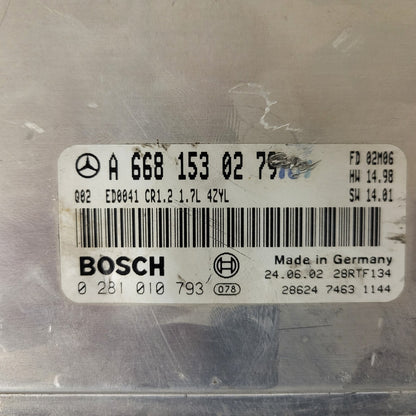 A 668 153 02 79
FD 02M06
HW 14.98
Q02 ED0041 CR1.2 1.7L 4ZYL
SW 14.01
BOSCH
Made in Germany
0 281 010 793 078
24.06.02 28RTF134
28624 7463 1144